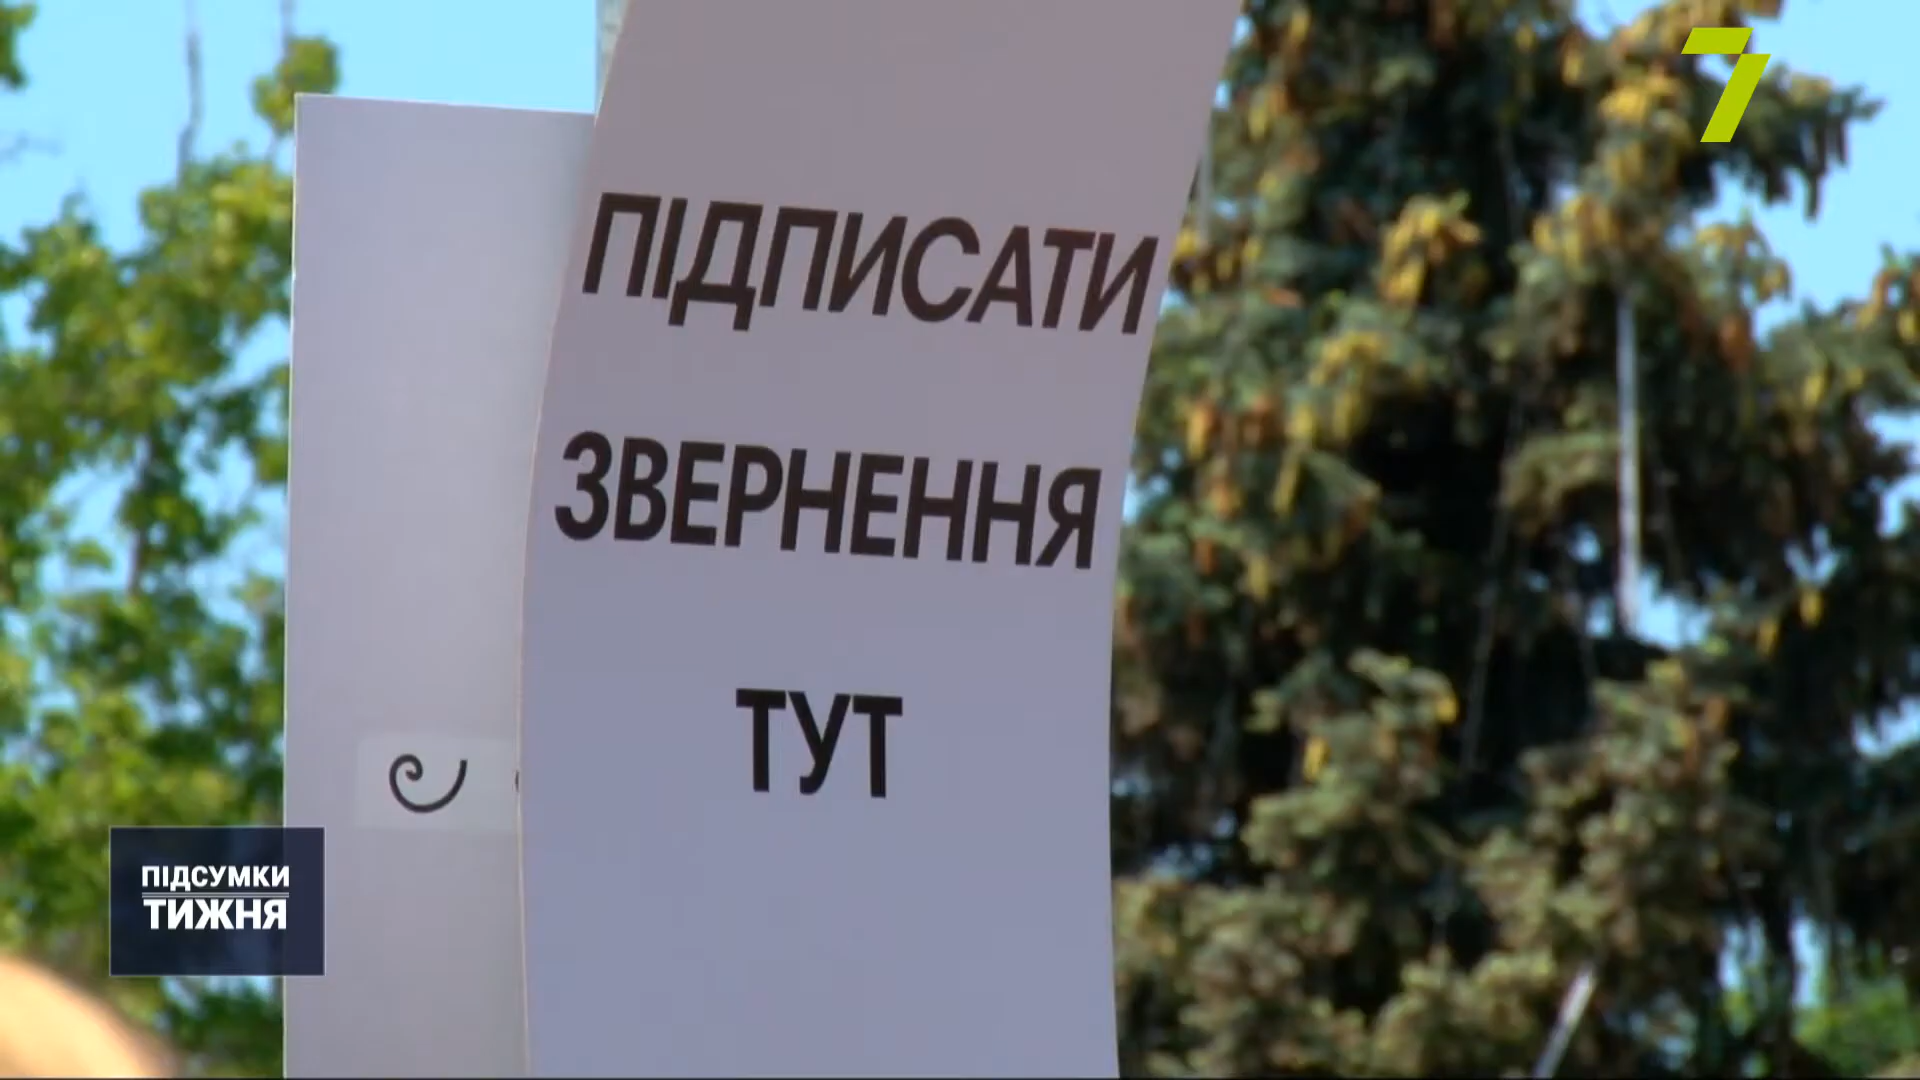 7
ПІДПИСАТИ
ЗВЕРНЕННЯ
ТУТ
ПІДСУМКИ
ТИЖНЯ